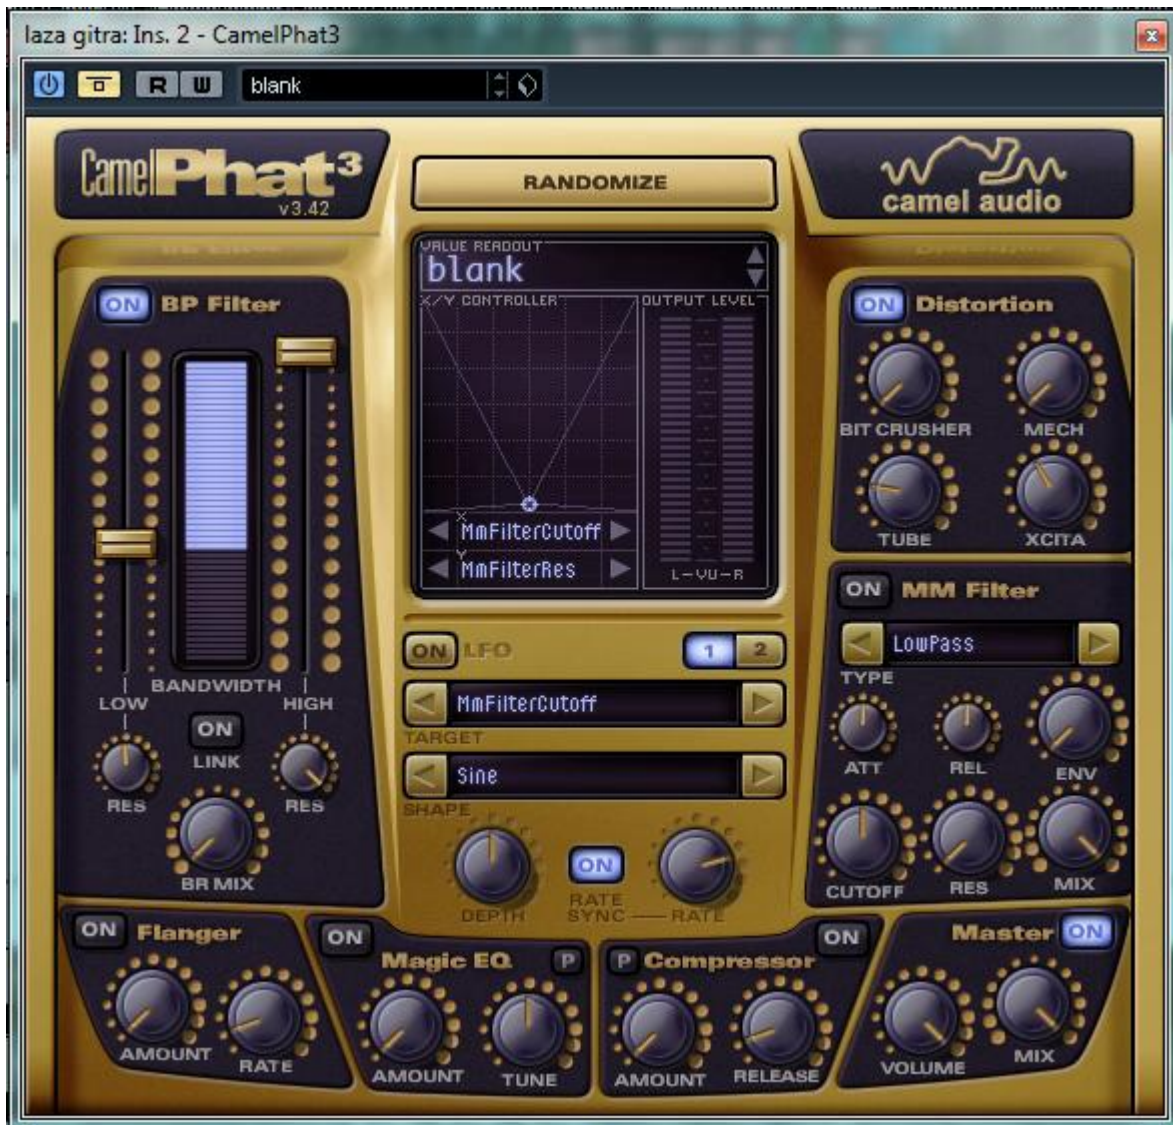 laza gitra: Ins. 2 - CamelPhat3
R W blank
CamelPhat3
v3.42
RANDOMIZE
camel audio
VALUE READOUT
blank
X/Y CONTROLLER
OUTPUT LEVEL
X
MmFilterCutoff
Y
MmFilterRes
L-VU-R
ON BP Filter
BANDWIDTH
LOW
HIGH
ON
LINK
RES
RES
BR MIX
ON LFO
1 2
MmFilterCutoff
TARGET
Sine
SHAPE
DEPTH
ON
RATE
SYNC
RATE
ON Distortion
BIT CRUSHER
MECH
TUBE
XCITA
ON MM Filter
LowPass
TYPE
ATT
REL
ENV
CUTOFF
RES
MIX
ON Flanger
AMOUNT
RATE
ON
Magic EQ P
AMOUNT
TUNE
ON
P Compressor
AMOUNT
RELEASE
Master ON
VOLUME
MIX